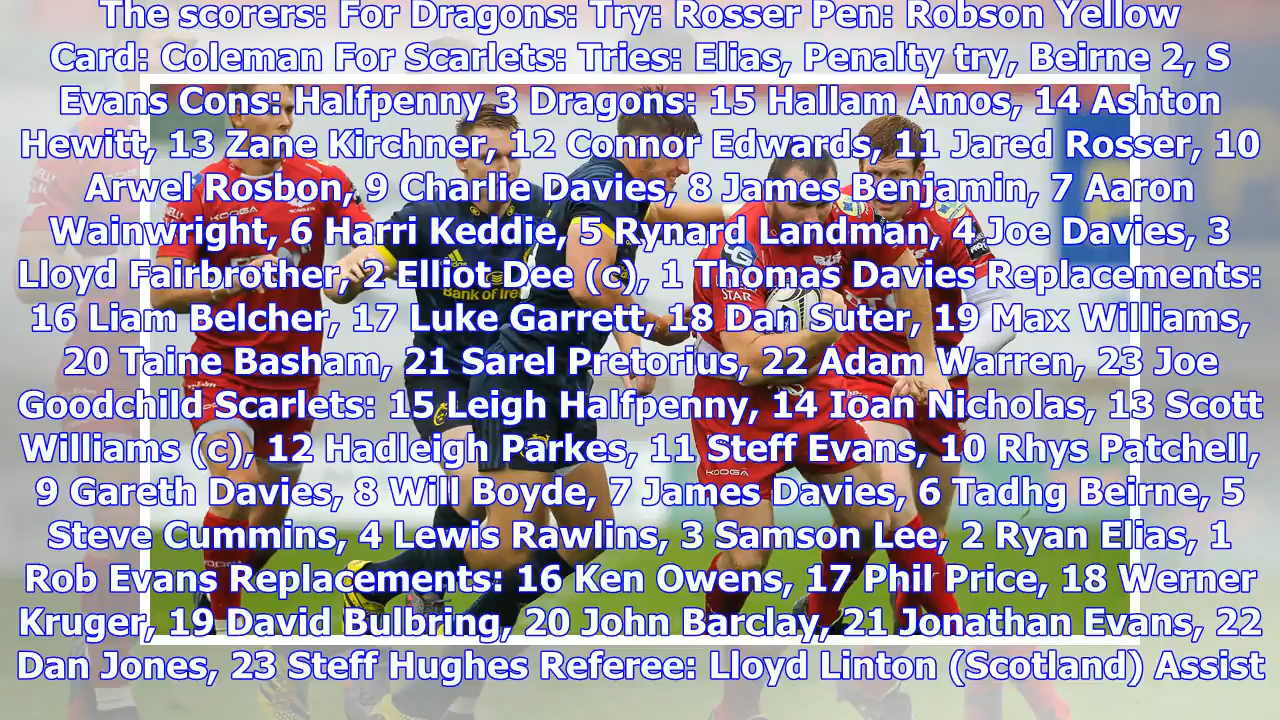 The scorers: For Dragons: Try: Rosser Pen: Robson Yellow
Card: Coleman For Scarlets: Tries: Elias, Penalty try, Beirne 2, S
Evans Cons: Halfpenny 3 Dragons: 15 Hallam Amos, 14 Ashton
Hewitt, 13 Zane Kirchner, 12 Connor Edwards, 11 Jared Rosser, 10
Arwel Rosbon, 9 Charlie Davies, 8 James Benjamin, 7 Aaron
Wainwright, 6 Harri Keddie, 5 Rynard Landman, 4 Joe Davies, 3
Lloyd Fairbrother, 2 Elliot Dee (c), 1 Thomas Davies Replacements:
16 Liam Belcher, 17 Luke Garrett, 18 Dan Suter, 19 Max Williams,
20 Taine Basham, 21 Sarel Pretorius, 22 Adam Warren, 23 Joe
Goodchild Scarlets: 15 Leigh Halfpenny, 14 Ioan Nicholas, 13 Scott
Williams (c), 12 Hadleigh Parkes, 11 Steff Evans, 10 Rhys Patchell,
9 Gareth Davies, 8 Will Boyde, 7 James Davies, 6 Tadhg Beirne, 5
Steve Cummins, 4 Lewis Rawlins, 3 Samson Lee, 2 Ryan Elias, 1
Rob Evans Replacements: 16 Ken Owens, 17 Phil Price, 18 Werner
Kruger, 19 David Bulbring, 20 John Barclay, 21 Jonathan Evans, 22
Dan Jones, 23 Steff Hughes Referee: Lloyd Linton (Scotland) Assist
KOOGA
adidas
Bank of Ire
STAR
KOOGA